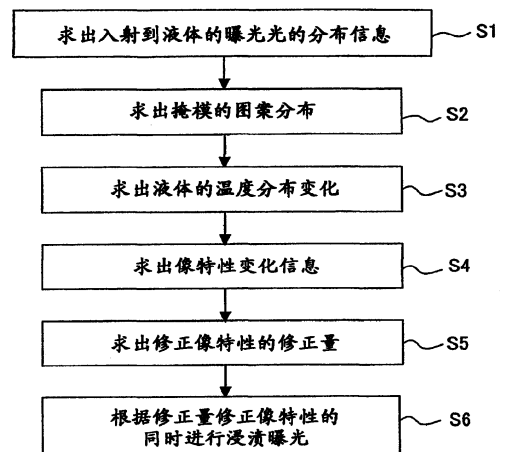 求出入射到液体的曝光光的分布信息
S1
求出掩模的图案分布
S2
求出液体的温度分布变化
S3
求出像特性变化信息
S4
求出修正像特性的修正量
S5
根据修正量修正像特性的
同时进行浸渍曝光
S6